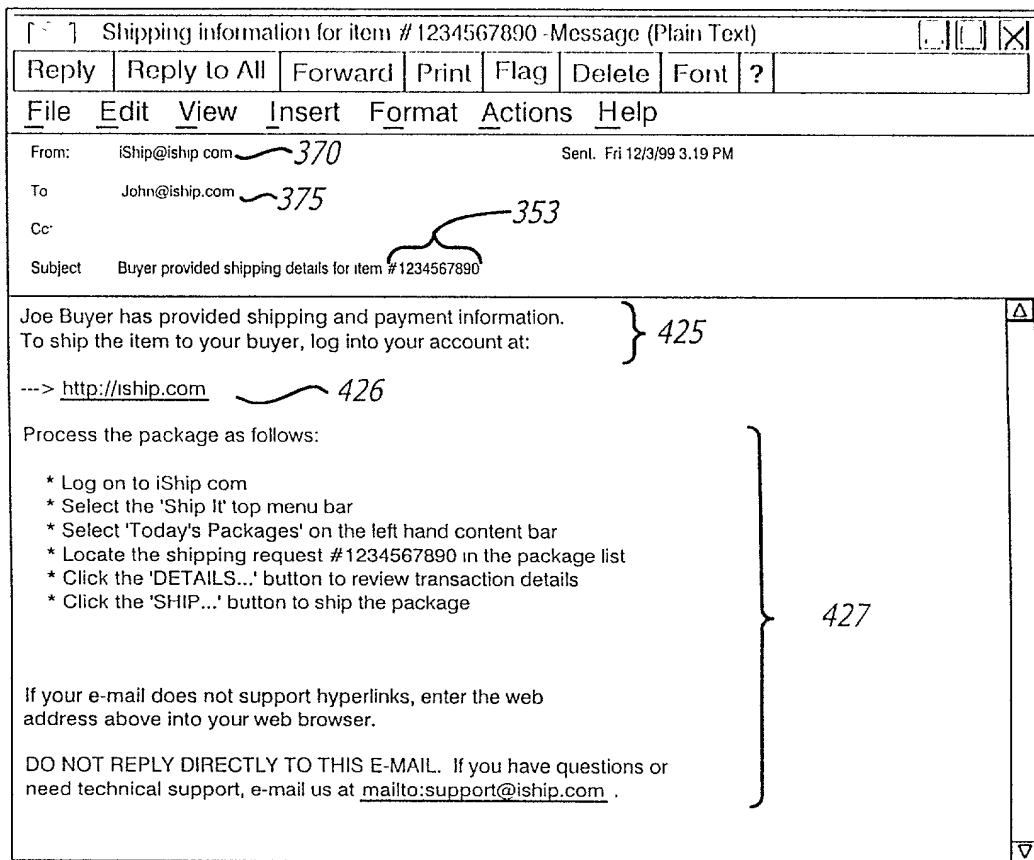 Shipping information for item #1234567890 -Message (Plain Text)
Reply Reply to All Forward Print Flag Delete Font ?
File Edit View Insert Format Actions Help
From: iShip@iship com 370 Sent. Fri 12/3/99 3.19 PM
To John@iship.com 375
Cc· 353
Subject Buyer provided shipping details for item #1234567890
Joe Buyer has provided shipping and payment information.
To ship the item to your buyer, log into your account at:
425
---> http://iship.com 426
Process the package as follows:
* Log on to iShip com
* Select the 'Ship It' top menu bar
* Select 'Today's Packages' on the left hand content bar
* Locate the shipping request #1234567890 in the package list
* Click the 'DETAILS...' button to review transaction details
* Click the 'SHIP...' button to ship the package
427
If your e-mail does not support hyperlinks, enter the web
address above into your web browser.
DO NOT REPLY DIRECTLY TO THIS E-MAIL. If you have questions or
need technical support, e-mail us at mailto:support@iship.com .